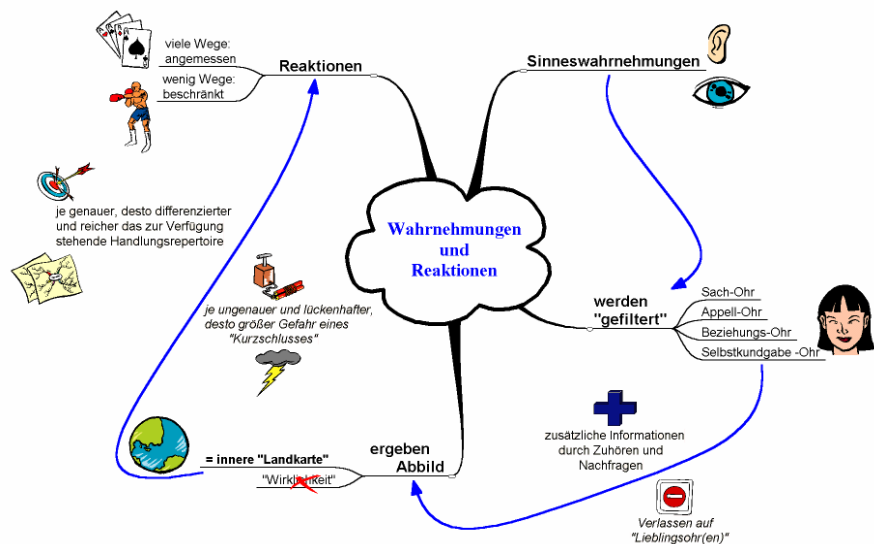 Wahrnehmungen
und
Reaktionen
Sinneswahrnehmungen
werden
"gefiltert"
Sach-Ohr
Appell-Ohr
Beziehungs-Ohr
Selbstkundgabe -Ohr
zusätzliche Informationen
durch Zuhören und
Nachfragen
Verlassen auf
"Lieblingsohr(en)"
ergeben
Abbild
= innere "Landkarte"
"Wirklichkeit"
je ungenauer und lückenhafter,
desto größer Gefahr eines
"Kurzschlusses"
je genauer, desto differenzierter
und reicher das zur Verfügung
stehende Handlungsrepertoire
Reaktionen
viele Wege:
angemessen
wenig Wege:
beschränkt